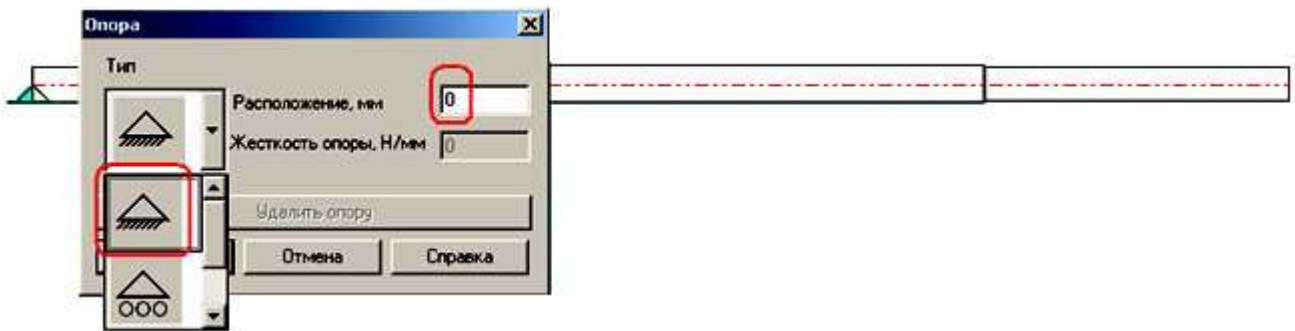 Опора
Тип
Расположение, мм 0
Жесткость опоры, Н/мм 0
Удалить опору
Отмена Справка